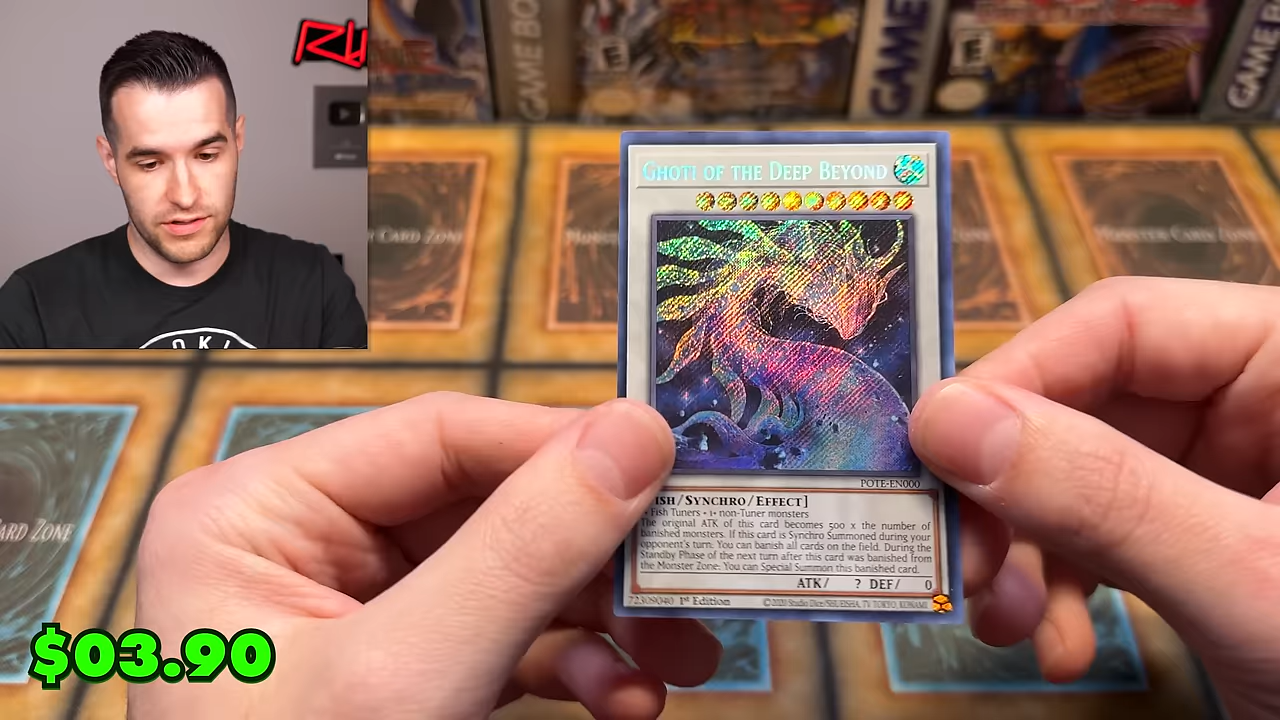 GAME BO
GAME
GAME B
GHOTI OF THE DEEP BEYOND
CARD ZONE
MONSTER CARD ZONE
POTE-EN000
ISH/SYNCHRO/EFFECT]
Fish Tuners + 1+ non-Tuner monsters
The original ATK of this card becomes 500 x the number of
banished monsters. If this card is Synchro Summoned during your
opponent's turn: You can banish all cards on the field. During the
Standby Phase of the next turn after this card was banished from
the Monster Zone: You can Special Summon this banished card.
ATK/ ? DEF/ 0
72309040 1st Edition ©2020 Studio Dice/SHUEISHA, TV TOKYO, KONAMI
ARD ZONE
$03.90